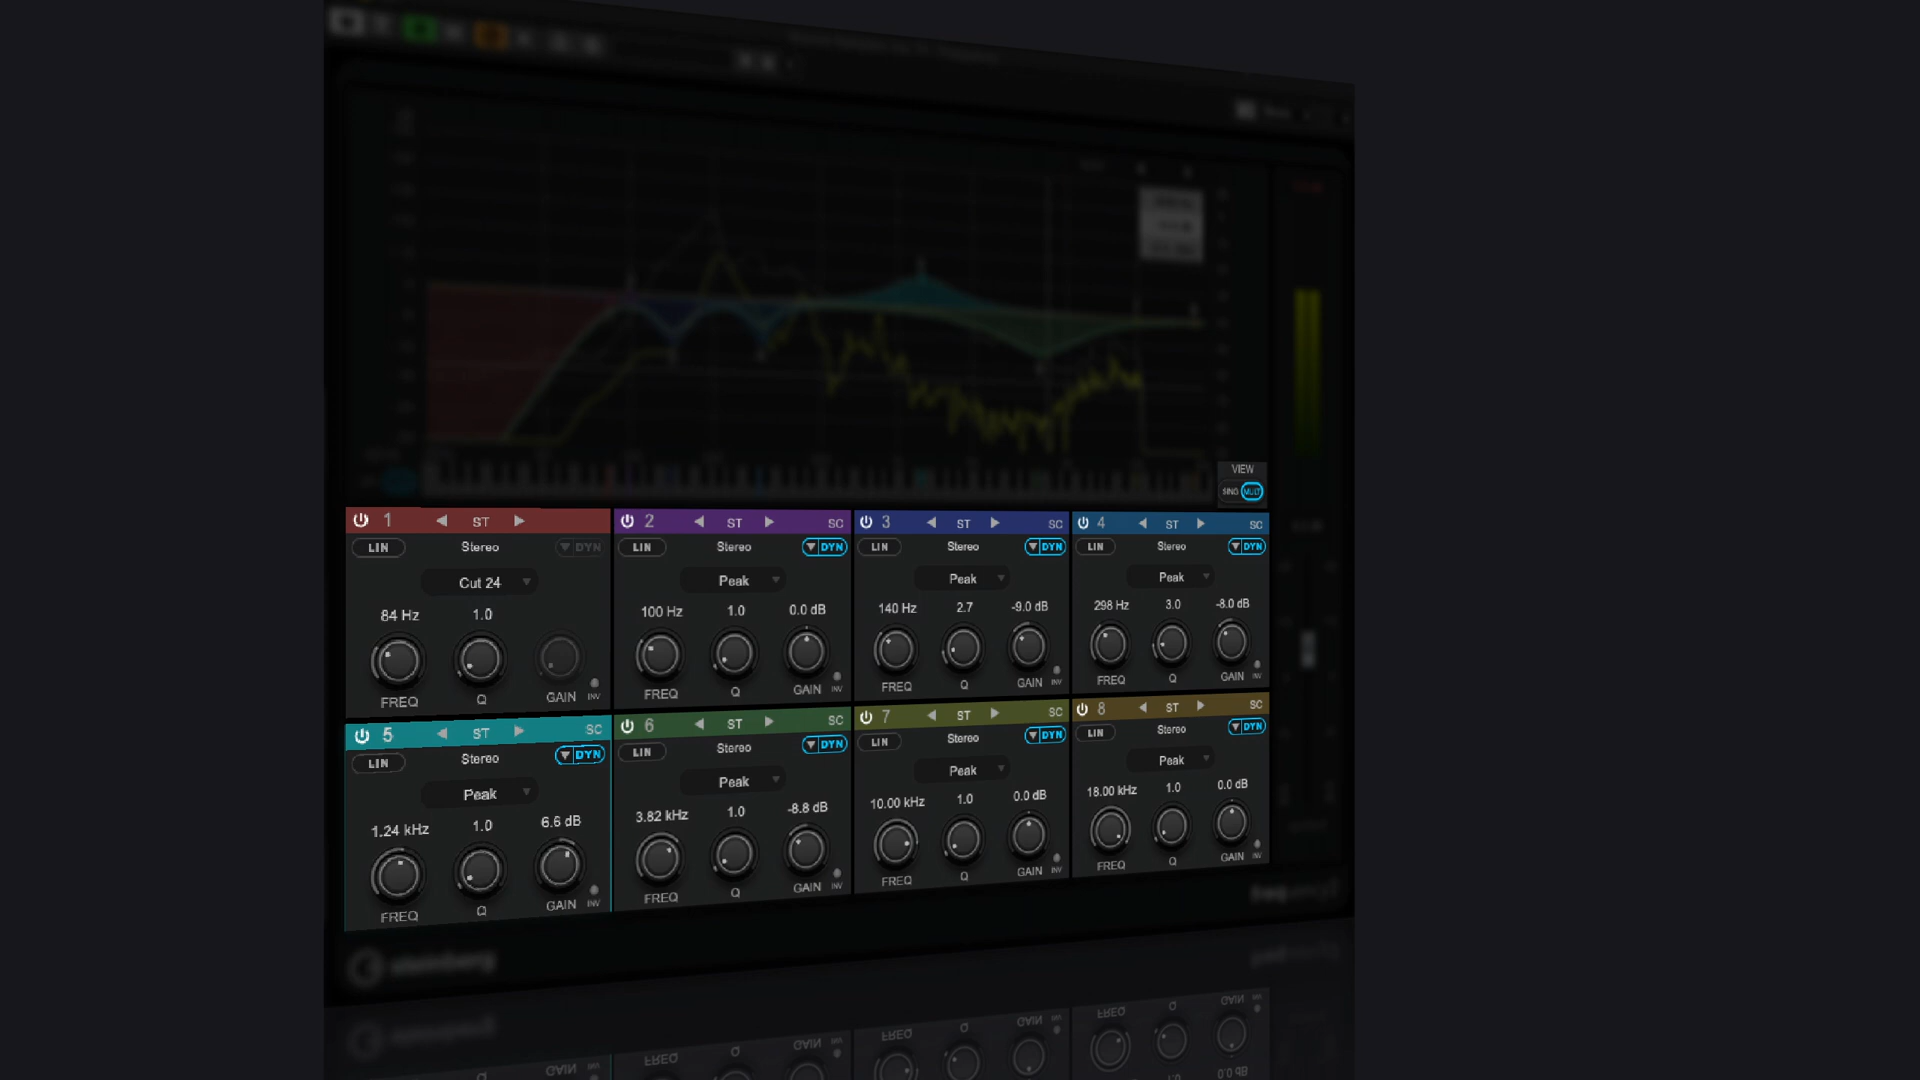 VIEW
SING MULT
1 ST
LIN Stereo DYN
Cut 24
84 Hz 1.0
FREQ Q GAIN INV
2 ST SC
LIN Stereo DYN
Peak
100 Hz 1.0 0.0 dB
FREQ Q GAIN INV
3 ST SC
LIN Stereo DYN
Peak
140 Hz 2.7 -9.0 dB
FREQ Q GAIN INV
4 ST SC
LIN Stereo DYN
Peak
298 Hz 3.0 -8.0 dB
FREQ Q GAIN INV
5 ST SC
LIN Stereo DYN
Peak
1.24 kHz 1.0 6.6 dB
FREQ Q GAIN INV
6 ST SC
LIN Stereo DYN
Peak
3.82 kHz 1.0 -8.8 dB
FREQ Q GAIN INV
7 ST SC
LIN Stereo DYN
Peak
10.00 kHz 1.0 0.0 dB
FREQ Q GAIN INV
8 ST SC
LIN Stereo DYN
Peak
18.00 kHz 1.0 0.0 dB
FREQ Q GAIN INV
steinberg